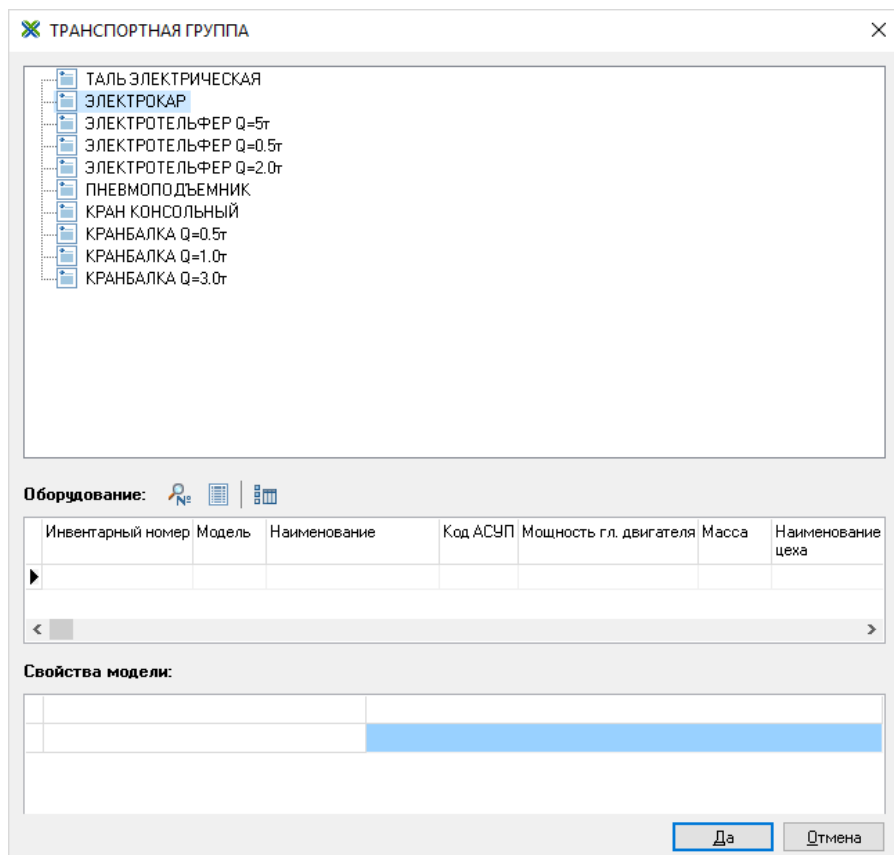 ТРАНСПОРТНАЯ ГРУППА
ТАЛЬ ЭЛЕКТРИЧЕСКАЯ
ЭЛЕКТРОКАР
ЭЛЕКТРОТЕЛЬФЕР Q=5т
ЭЛЕКТРОТЕЛЬФЕР Q=0.5т
ЭЛЕКТРОТЕЛЬФЕР Q=2.0т
ПНЕВМОПОДЪЕМНИК
КРАН КОНСОЛЬНЫЙ
КРАНБАЛКА Q=0.5т
КРАНБАЛКА Q=1.0т
КРАНБАЛКА Q=3.0т
Оборудование: №
Инвентарный номер Модель Наименование Код АСУП Мощность гл. двигателя Масса Наименование
цеха
Свойства модели:
Да Отмена